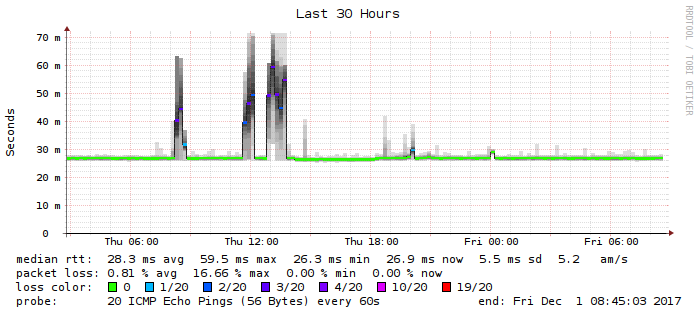 Last 30 Hours
RRDTOOL / TOBI OETIKER
Seconds
70 m
60 m
50 m
40 m
30 m
20 m
10 m
0
Thu 06:00 Thu 12:00 Thu 18:00 Fri 00:00 Fri 06:00
median rtt: 28.3 ms avg 59.5 ms max 26.3 ms min 26.9 ms now 5.5 ms sd 5.2 am/s
packet loss: 0.81 % avg 16.66 % max 0.00 % min 0.00 % now
loss color: 0 1/20 2/20 3/20 4/20 10/20 19/20
probe: 20 ICMP Echo Pings (56 Bytes) every 60s end: Fri Dec 1 08:45:03 2017